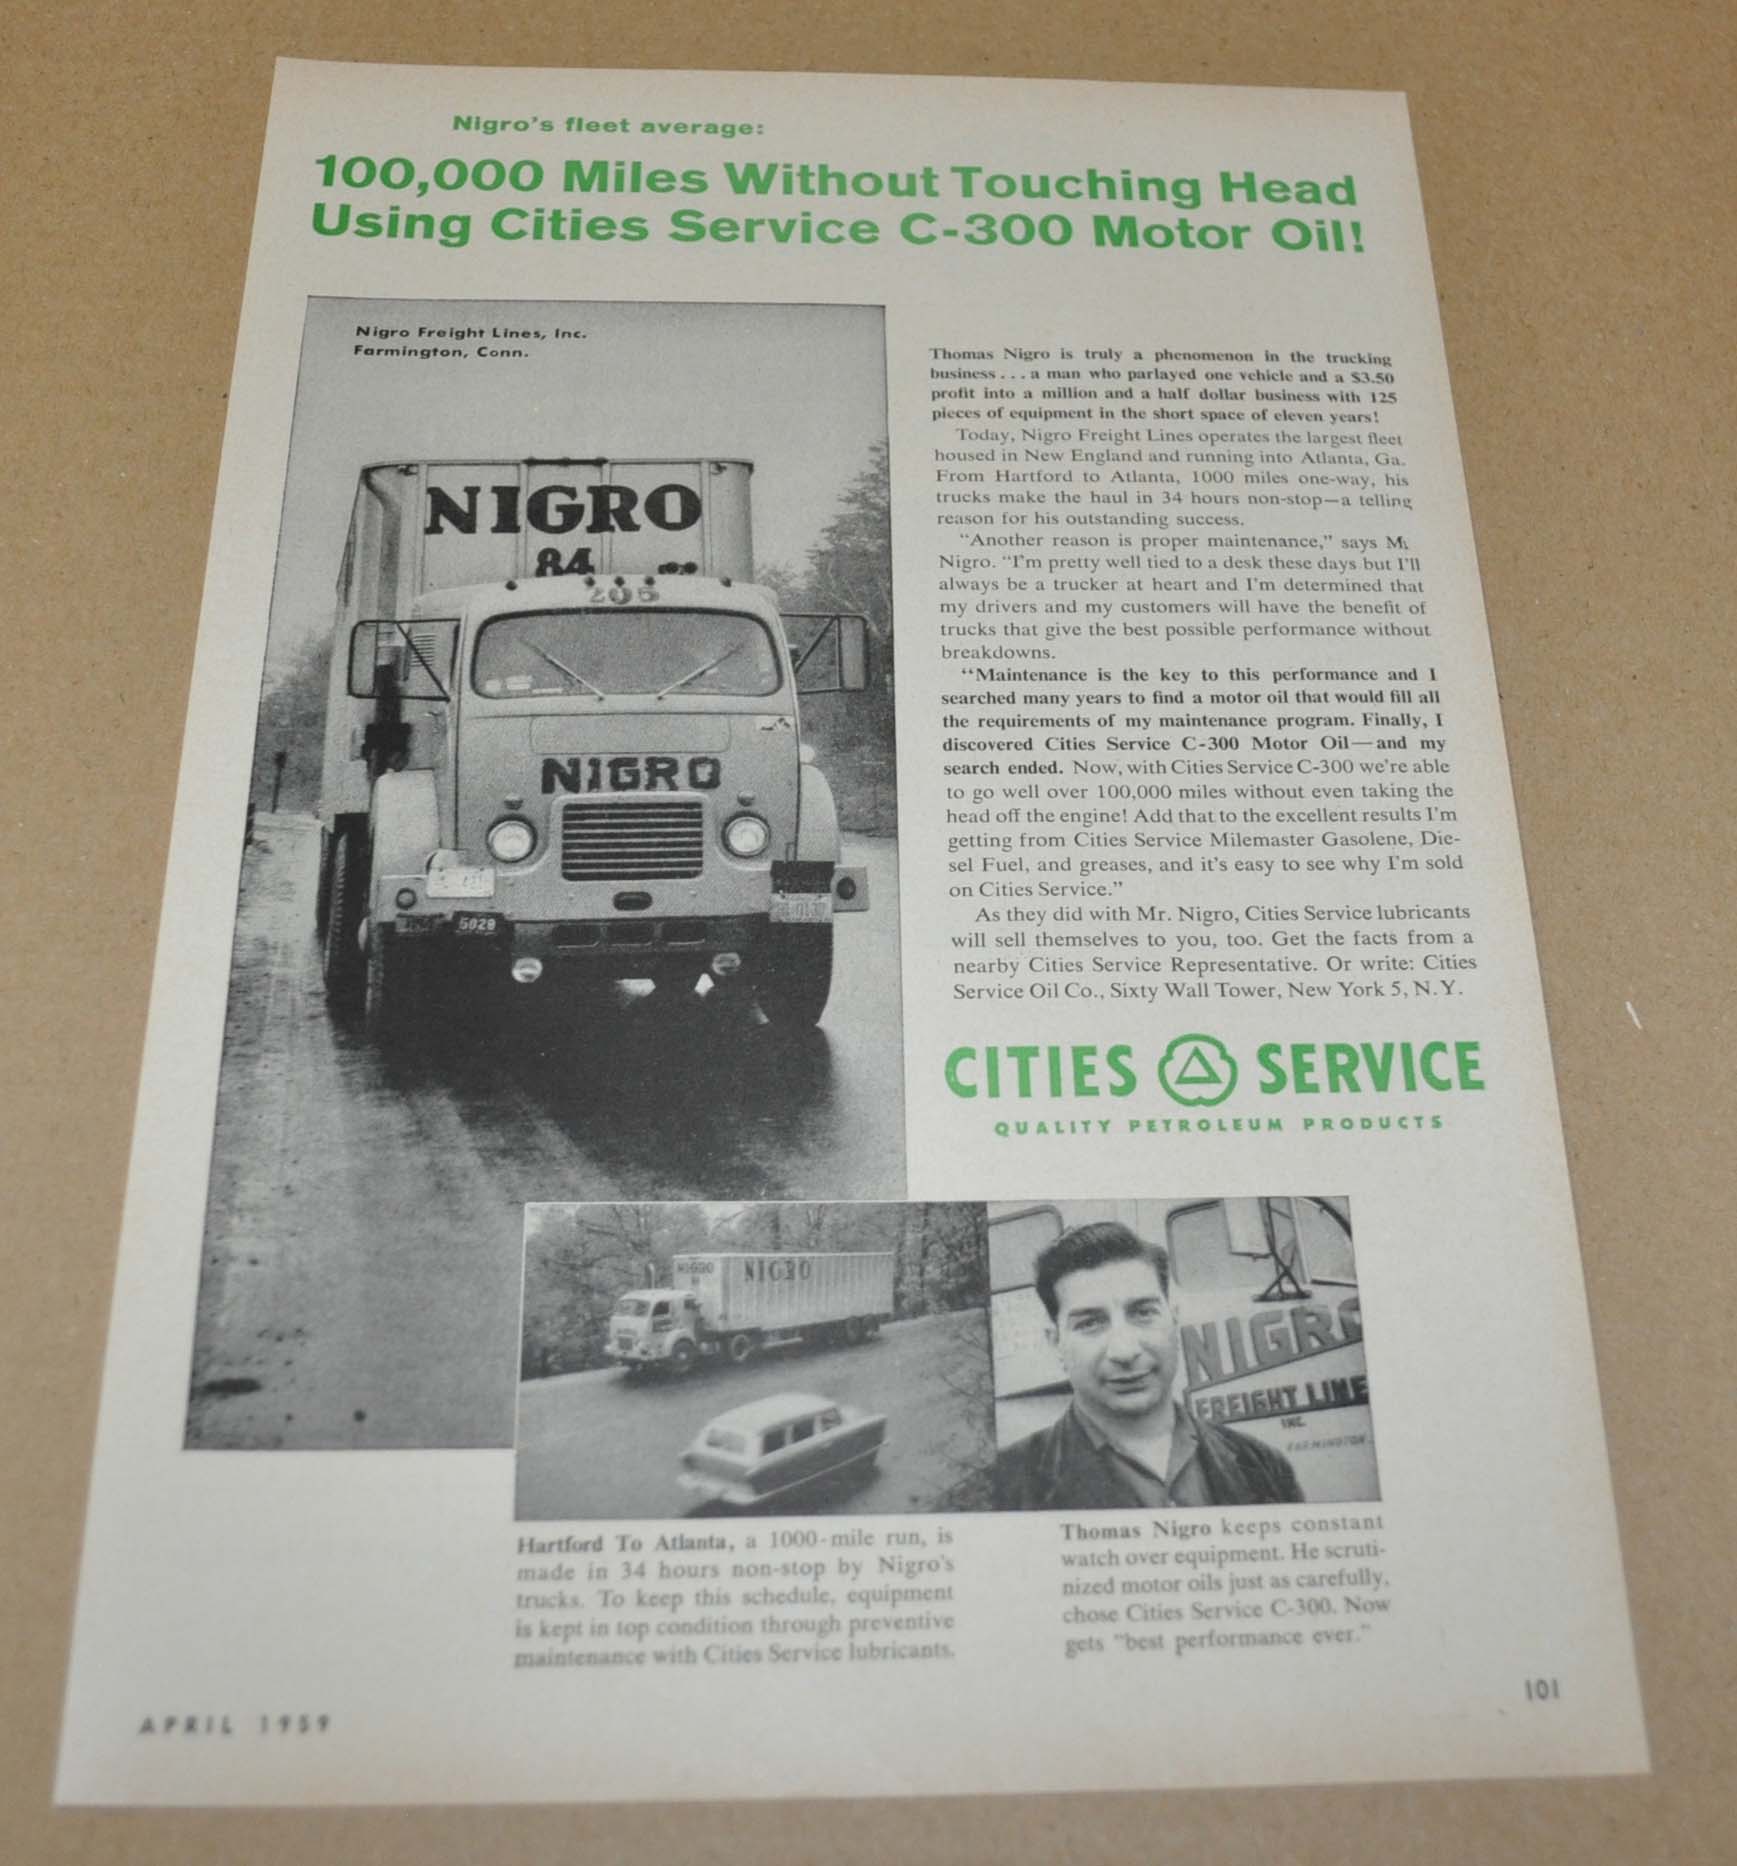 Nigro's fleet average:
100,000 Miles Without Touching Head
Using Cities Service C-300 Motor Oil!
Nigro Freight Lines, Inc.
Farmington, Conn.
NIGRO
84
206
NIGRO
5020
Thomas Nigro is truly a phenomenon in the trucking
business . . . a man who parlayed one vehicle and a $3.50
profit into a million and a half dollar business with 125
pieces of equipment in the short space of eleven years!
Today, Nigro Freight Lines operates the largest fleet
housed in New England and running into Atlanta, Ga.
From Hartford to Atlanta, 1000 miles one-way, his
trucks make the haul in 34 hours non-stop—a telling
reason for his outstanding success.
"Another reason is proper maintenance," says
Nigro. "I'm pretty well tied to a desk these days but I'll
always be a trucker at heart and I'm determined that
my drivers and my customers will have the benefit of
trucks that give the best possible performance without
breakdowns.
"Maintenance is the key to this performance and I
searched many years to find a motor oil that would fill all
the requirements of my maintenance program. Finally, I
discovered Cities Service C-300 Motor Oil—and my
search ended. Now, with Cities Service C-300 we're able
to go well over 100,000 miles without even taking the
head off the engine! Add that to the excellent results I'm
getting from Cities Service Milemaster Gasolene, Die-
sel Fuel, and greases, and it's easy to see why I'm sold
on Cities Service."
As they did with Mr. Nigro, Cities Service lubricants
will sell themselves to you, too. Get the facts from a
nearby Cities Service Representative. Or write: Cities
Service Oil Co., Sixty Wall Tower, New York 5, N.Y.
CITIES SERVICE
QUALITY PETROLEUM PRODUCTS
NIGRO
NIGRO
NIGRO
FREIGHT LINE
INC.
FARMINGTON
Hartford To Atlanta, a 1000-mile run, is
made in 34 hours non-stop by Nigro's
trucks. To keep this schedule, equipment
is kept in top condition through preventive
maintenance with Cities Service lubricants.
Thomas Nigro keeps constant
watch over equipment. He scruti-
nized motor oils just as carefully,
chose Cities Service C-300. Now
gets "best performance ever."
APRIL 1959
101